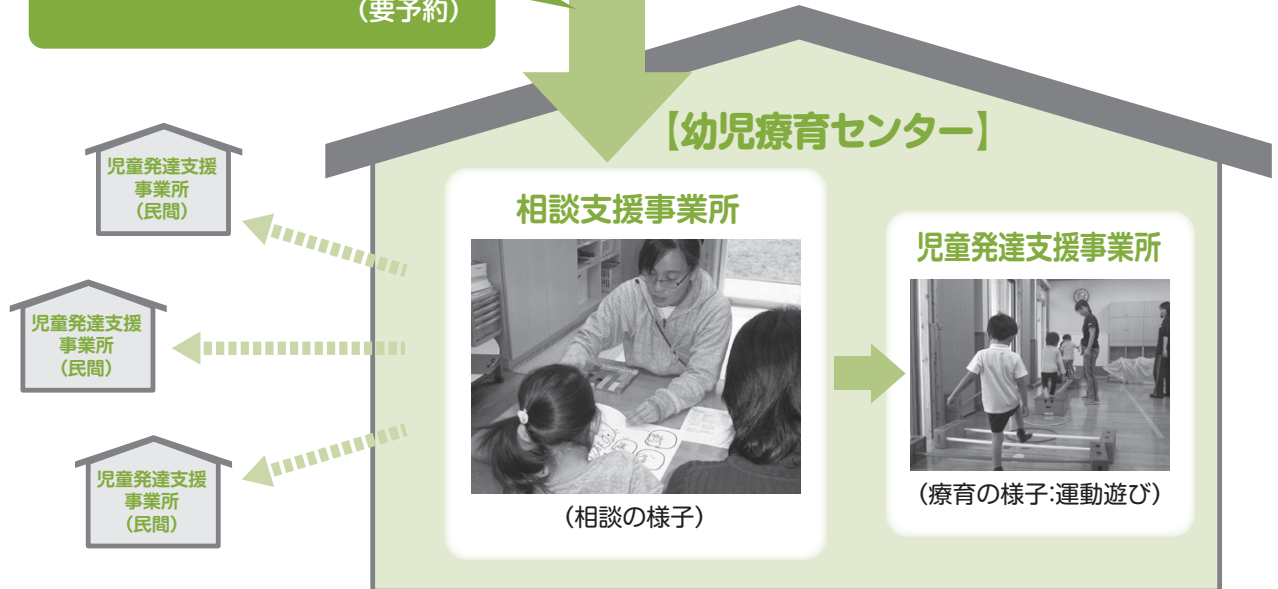 （要予約）
【幼児療育センター】
児童発達支援
事業所
（民間）
相談支援事業所
児童発達支援事業所
児童発達支援
事業所
（民間）
児童発達支援
事業所
（民間）
（療育の様子:運動遊び）
（相談の様子）